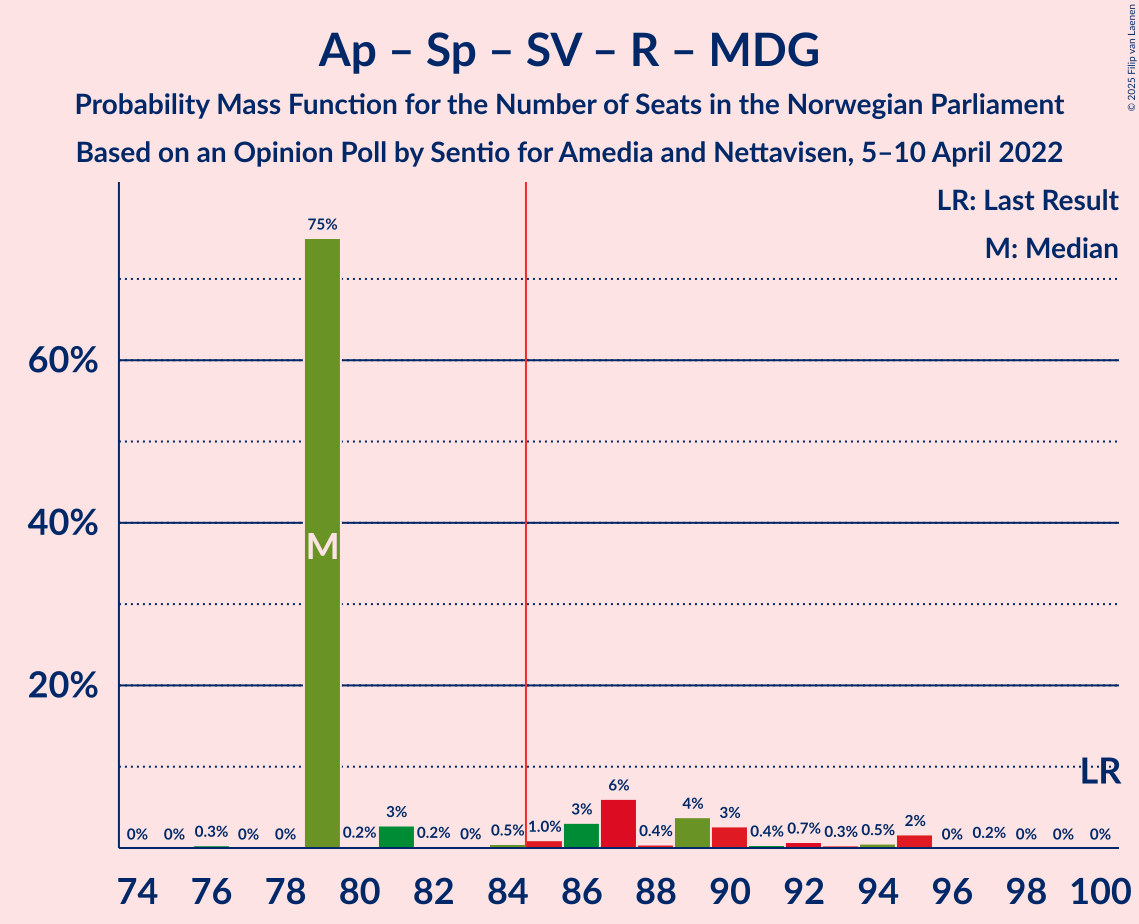 Ap – Sp – SV – R – MDG
Probability Mass Function for the Number of Seats in the Norwegian Parliament
Based on an Opinion Poll by Sentio for Amedia and Nettavisen, 5–10 April 2022
© 2025 Filip van Laenen
LR: Last Result
M: Median
75%
60%
M
40%
20%
LR
0% 0% 0.3% 0% 0% 0.2% 3% 0.2% 0% 0.5% 1.0% 3% 6% 0.4% 4% 3% 0.4% 0.7% 0.3% 0.5% 2% 0% 0.2% 0% 0% 0%
74 76 78 80 82 84 86 88 90 92 94 96 98 100